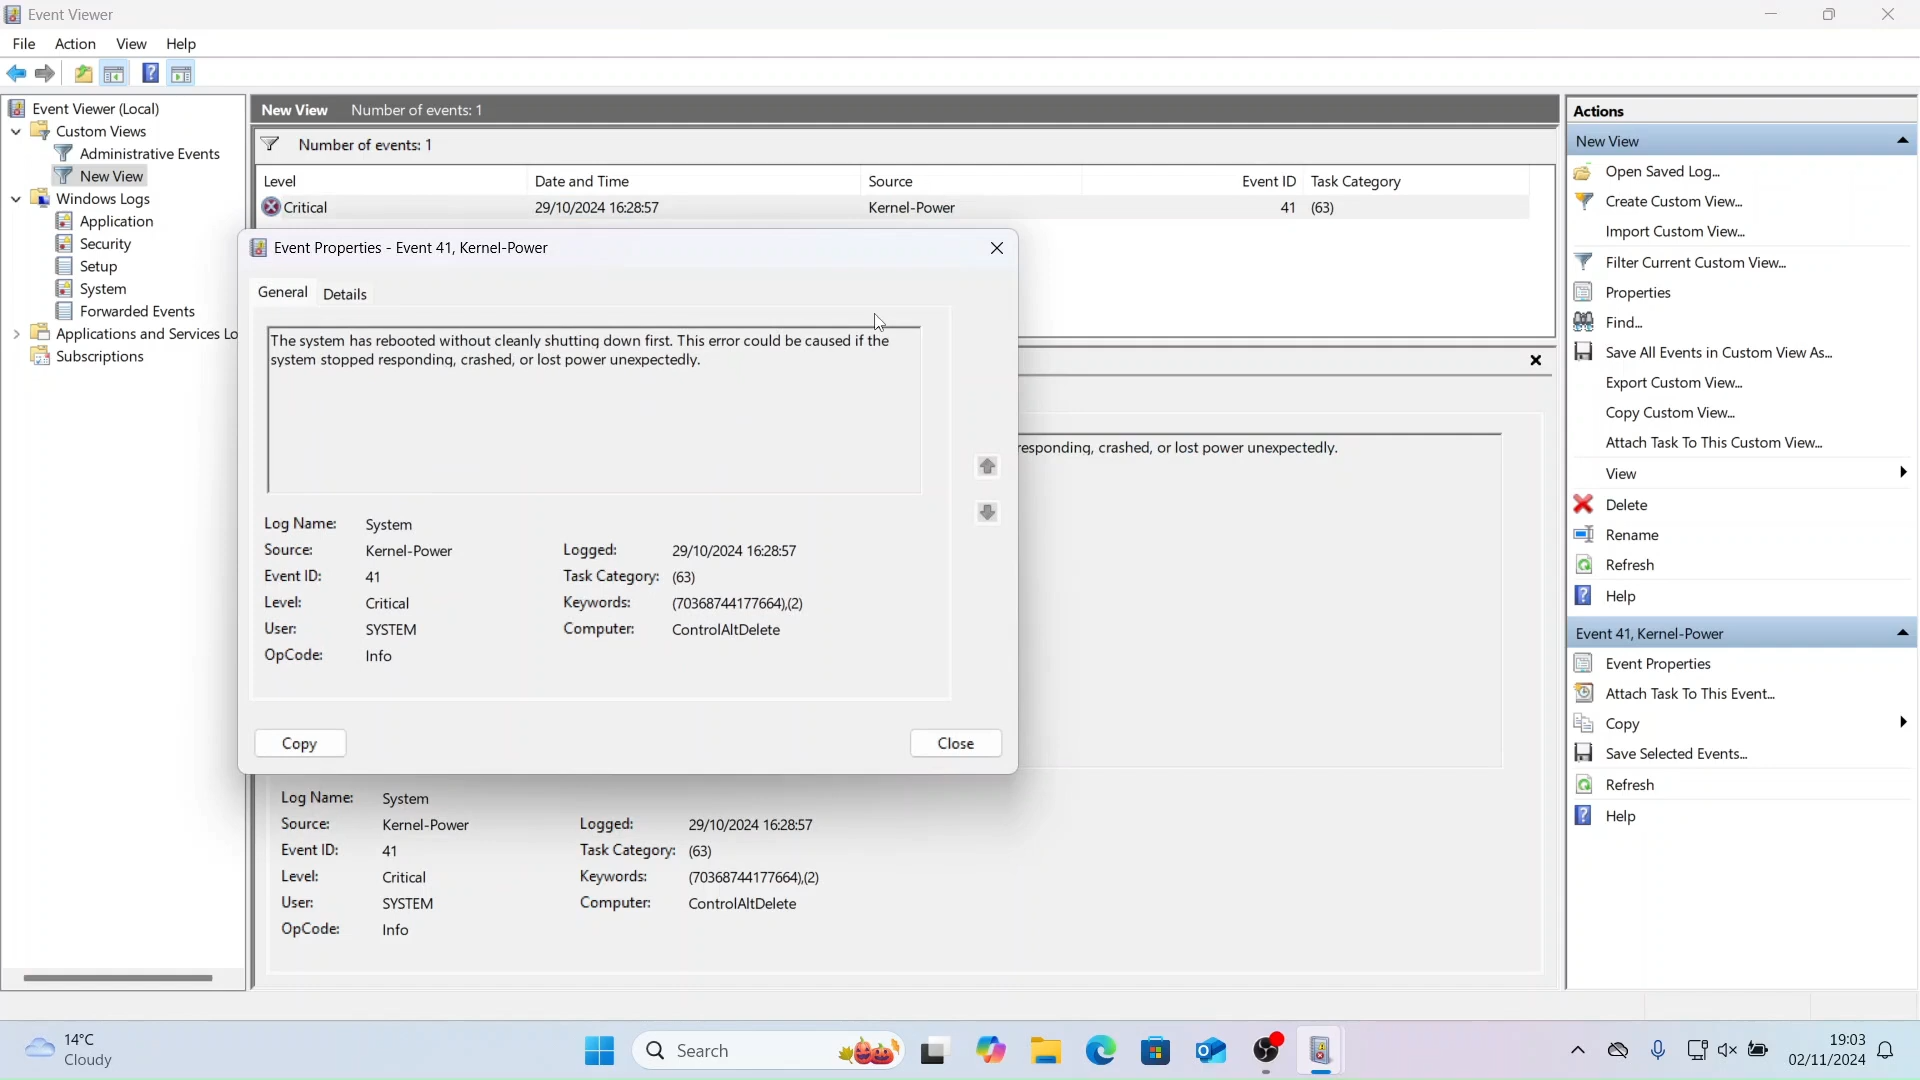 Event Viewer
File Action View Help
Event Viewer (Local)
Custom Views
Administrative Events
New View
Windows Logs
Application
Security
Setup
System
Forwarded Events
Applications and Services Lo
Subscriptions
New View Number of events: 1
Number of events: 1
Level Date and Time Source Event ID Task Category
Critical 29/10/2024 16:28:57 Kernel-Power 41 (63)
Event Properties - Event 41, Kernel-Power
General Details
The system has rebooted without cleanly shutting down first. This error could be caused if the
system stopped responding, crashed, or lost power unexpectedly.
Log Name: System
Source: Kernel-Power Logged: 29/10/2024 16:28:57
Event ID: 41 Task Category: (63)
Level: Critical Keywords: (70368744177664),(2)
User: SYSTEM Computer: ControlAltDelete
OpCode: Info
Copy Close
responding, crashed, or lost power unexpectedly.
Log Name: System
Source: Kernel-Power Logged: 29/10/2024 16:28:57
Event ID: 41 Task Category: (63)
Level: Critical Keywords: (70368744177664),(2)
User: SYSTEM Computer: ControlAltDelete
OpCode: Info
Actions
New View
Open Saved Log...
Create Custom View...
Import Custom View...
Filter Current Custom View...
Properties
Find...
Save All Events in Custom View As...
Export Custom View...
Copy Custom View...
Attach Task To This Custom View...
View
Delete
Rename
Refresh
Help
Event 41, Kernel-Power
Event Properties
Attach Task To This Event...
Copy
Save Selected Events...
Refresh
Help
14°C
Cloudy
Search
19:03
02/11/2024